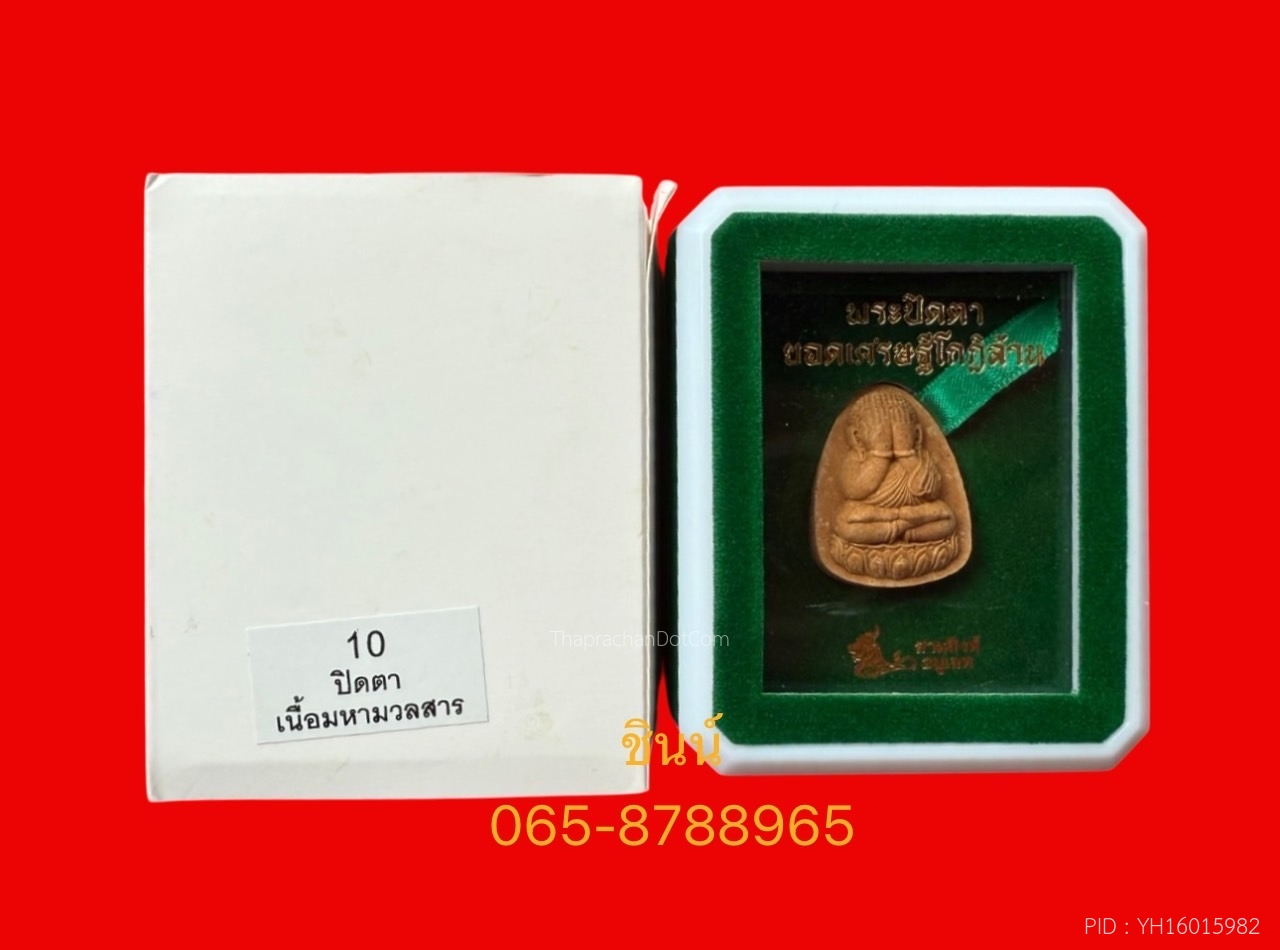 10
ปิดตา
เนื้อมหามวลสาร
พระปิดตา
ยอดเศรษฐีโกฏิล้าน
ThaprachanDotCom
ชินน์
065-8788965
PID : YH16015982